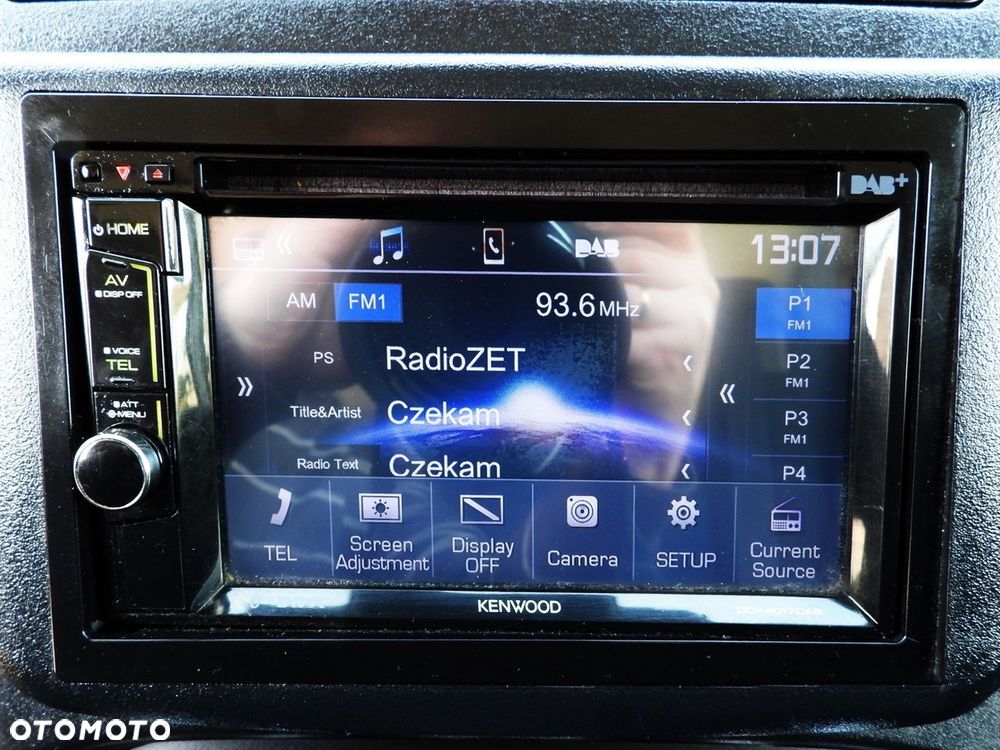 DAB+
HOME
AV
DISP OFF
VOICE
TEL
ATT
MENU
DAB
13:07
AM
FM1
93.6 MHz
PS
RadioZET
Title&Artist
Czekam
Radio Text
Czekam
P1
FM1
P2
FM1
P3
FM1
P4
TEL
Screen
Adjustment
Display
OFF
Camera
SETUP
Current
Source
KENWOOD
DDX4017DAB
OTOMOTO